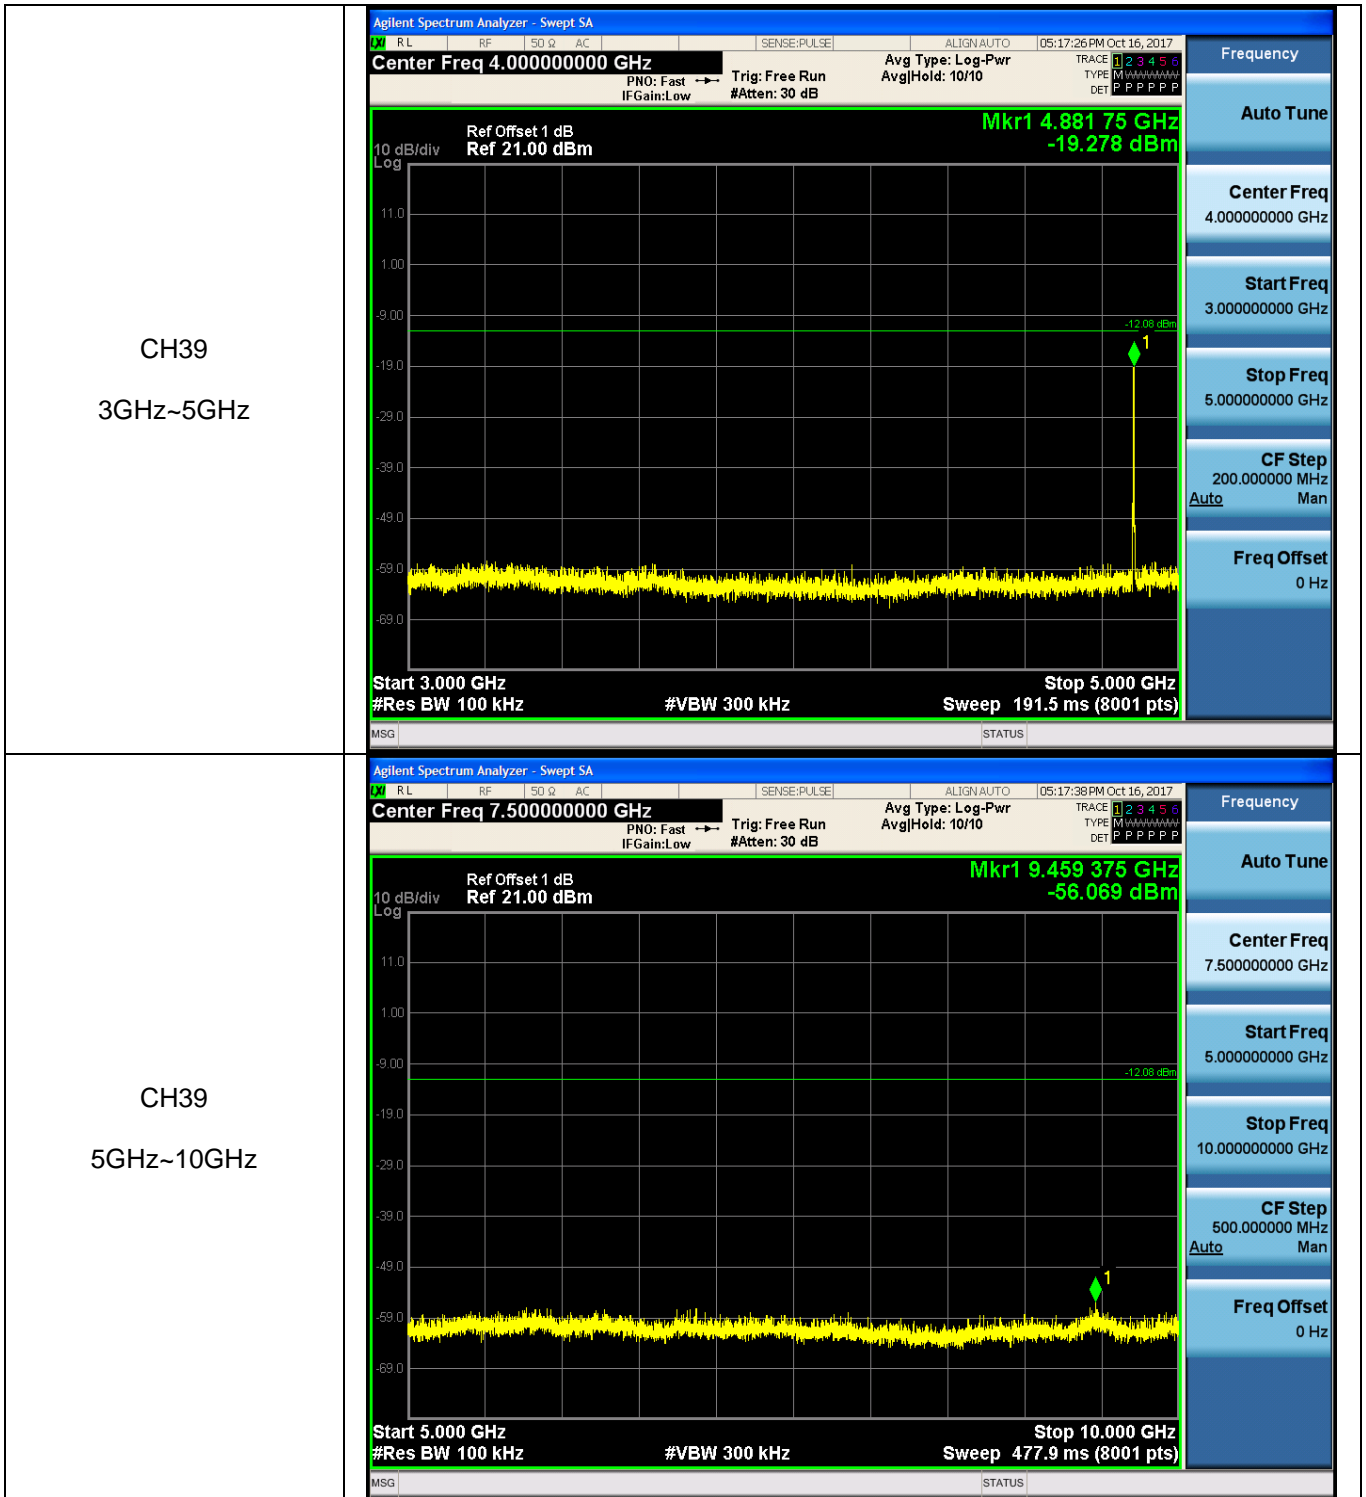 CH39
3GHz~5GHz
Agilent Spectrum Analyzer - Swept SA
LXI RL RF 50 Ω AC SENSE:PULSE ALIGN AUTO 05:17:26 PM Oct 16, 2017
Center Freq 4.000000000 GHz
PNO: Fast
IFGain:Low
Trig: Free Run
#Atten: 30 dB
Avg Type: Log-Pwr
Avg|Hold: 10/10
TRACE 1 2 3 4 5 6
TYPE M
DET P P P P P P
Frequency
Auto Tune
Center Freq
4.000000000 GHz
Start Freq
3.000000000 GHz
Stop Freq
5.000000000 GHz
CF Step
200.000000 MHz
Auto Man
Freq Offset
0 Hz
Mkr1 4.881 75 GHz
-19.278 dBm
Ref Offset 1 dB
10 dB/div Ref 21.00 dBm
Log
11.0
1.00
-9.00
-12.08 dBm
1
-19.0
-29.0
-39.0
-49.0
-59.0
-69.0
Start 3.000 GHz Stop 5.000 GHz
#Res BW 100 kHz #VBW 300 kHz Sweep 191.5 ms (8001 pts)
MSG STATUS
CH39
5GHz~10GHz
Agilent Spectrum Analyzer - Swept SA
LXI RL RF 50 Ω AC SENSE:PULSE ALIGN AUTO 05:17:38 PM Oct 16, 2017
Center Freq 7.500000000 GHz
PNO: Fast
IFGain:Low
Trig: Free Run
#Atten: 30 dB
Avg Type: Log-Pwr
Avg|Hold: 10/10
TRACE 1 2 3 4 5 6
TYPE M
DET P P P P P P
Frequency
Auto Tune
Center Freq
7.500000000 GHz
Start Freq
5.000000000 GHz
Stop Freq
10.000000000 GHz
CF Step
500.000000 MHz
Auto Man
Freq Offset
0 Hz
Mkr1 9.459 375 GHz
-56.069 dBm
Ref Offset 1 dB
10 dB/div Ref 21.00 dBm
Log
11.0
1.00
-9.00
-12.08 dBm
-19.0
-29.0
-39.0
-49.0
1
-59.0
-69.0
Start 5.000 GHz Stop 10.000 GHz
#Res BW 100 kHz #VBW 300 kHz Sweep 477.9 ms (8001 pts)
MSG STATUS